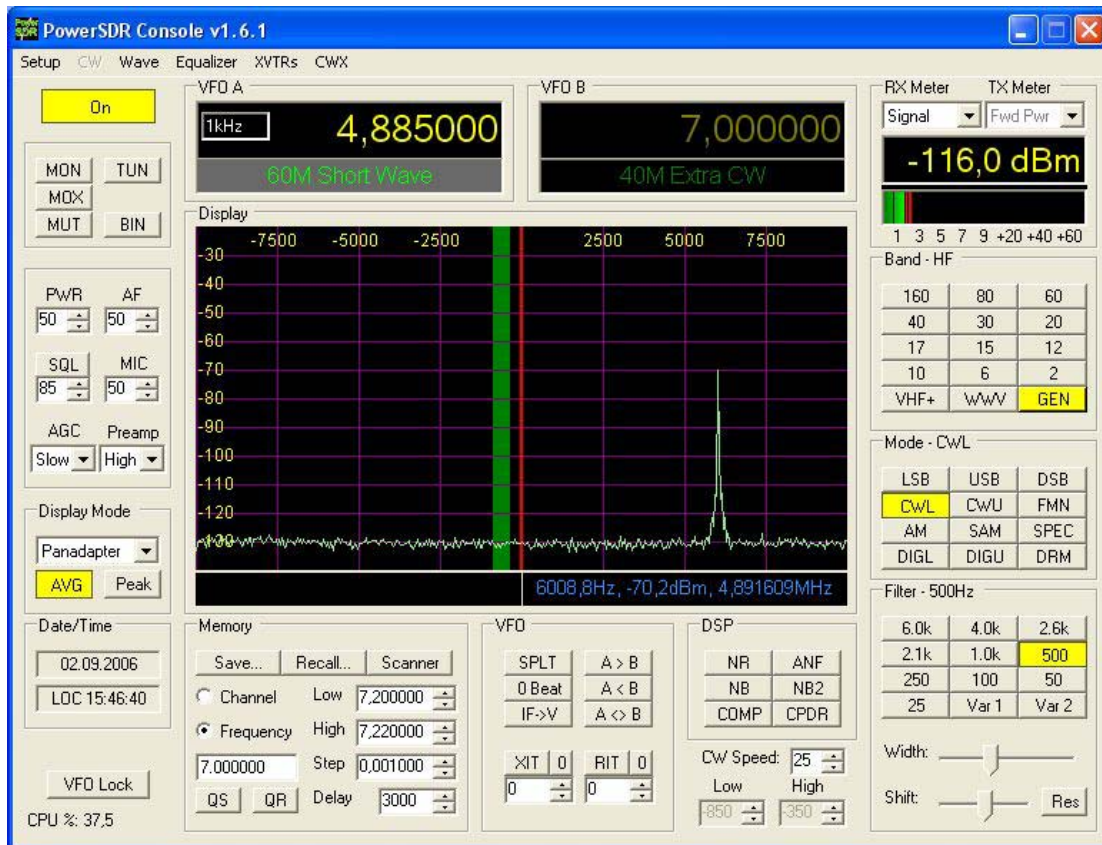 PowerSDR Console v1.6.1
Setup CW Wave Equalizer XVTRs CWX
On
MON TUN
MOX
MUT BIN
PWR AF
50 50
SQL MIC
85 50
AGC Preamp
Slow High
Display Mode
Panadapter
AVG Peak
Date/Time
02.09.2006
LOC 15:46:40
VFO Lock
CPU %: 37,5
VFO A
1kHz 4,885000
60M Short Wave
VFO B
7,000000
40M Extra CW
Display
-7500 -5000 -2500 2500 5000 7500
-30
-40
-50
-60
-70
-80
-90
-100
-110
-120
-130
6008,8Hz, -70,2dBm, 4,891609MHz
Memory
Save... Recall... Scanner
Channel Low 7,200000
Frequency High 7,220000
7.000000 Step 0,001000
QS QR Delay 3000
VFO
SPLT A > B
0 Beat A < B
IF->V A <> B
XIT 0 RIT 0
0 0
DSP
NR ANF
NB NB2
COMP CPDR
CW Speed: 25
Low High
-850 -350
RX Meter TX Meter
Signal Fwd Pwr
-116,0 dBm
1 3 5 7 9 +20 +40 +60
Band - HF
160 80 60
40 30 20
17 15 12
10 6 2
VHF+ WWV GEN
Mode - CWL
LSB USB DSB
CWL CWU FMN
AM SAM SPEC
DIGL DIGU DRM
Filter - 500Hz
6.0k 4.0k 2.6k
2.1k 1.0k 500
250 100 50
25 Var 1 Var 2
Width:
Shift: Res